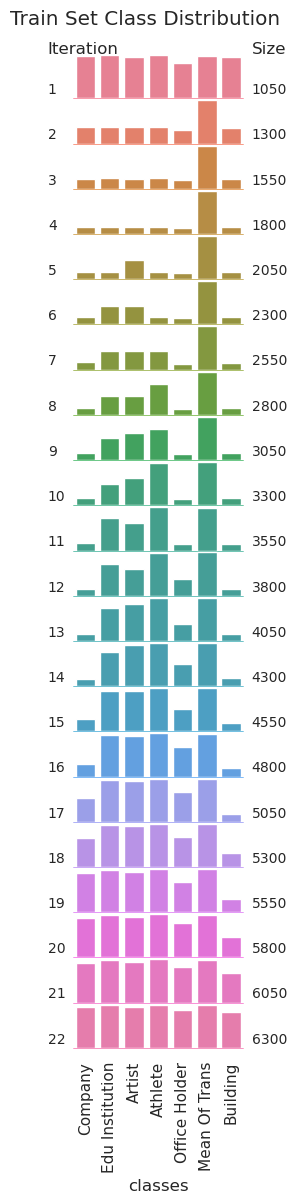 Train Set Class Distribution
Iteration Size
1 1050
2 1300
3 1550
4 1800
5 2050
6 2300
7 2550
8 2800
9 3050
10 3300
11 3550
12 3800
13 4050
14 4300
15 4550
16 4800
17 5050
18 5300
19 5550
20 5800
21 6050
22 6300
Company
Edu Institution
Artist
Athlete
Office Holder
Mean Of Trans
Building
classes